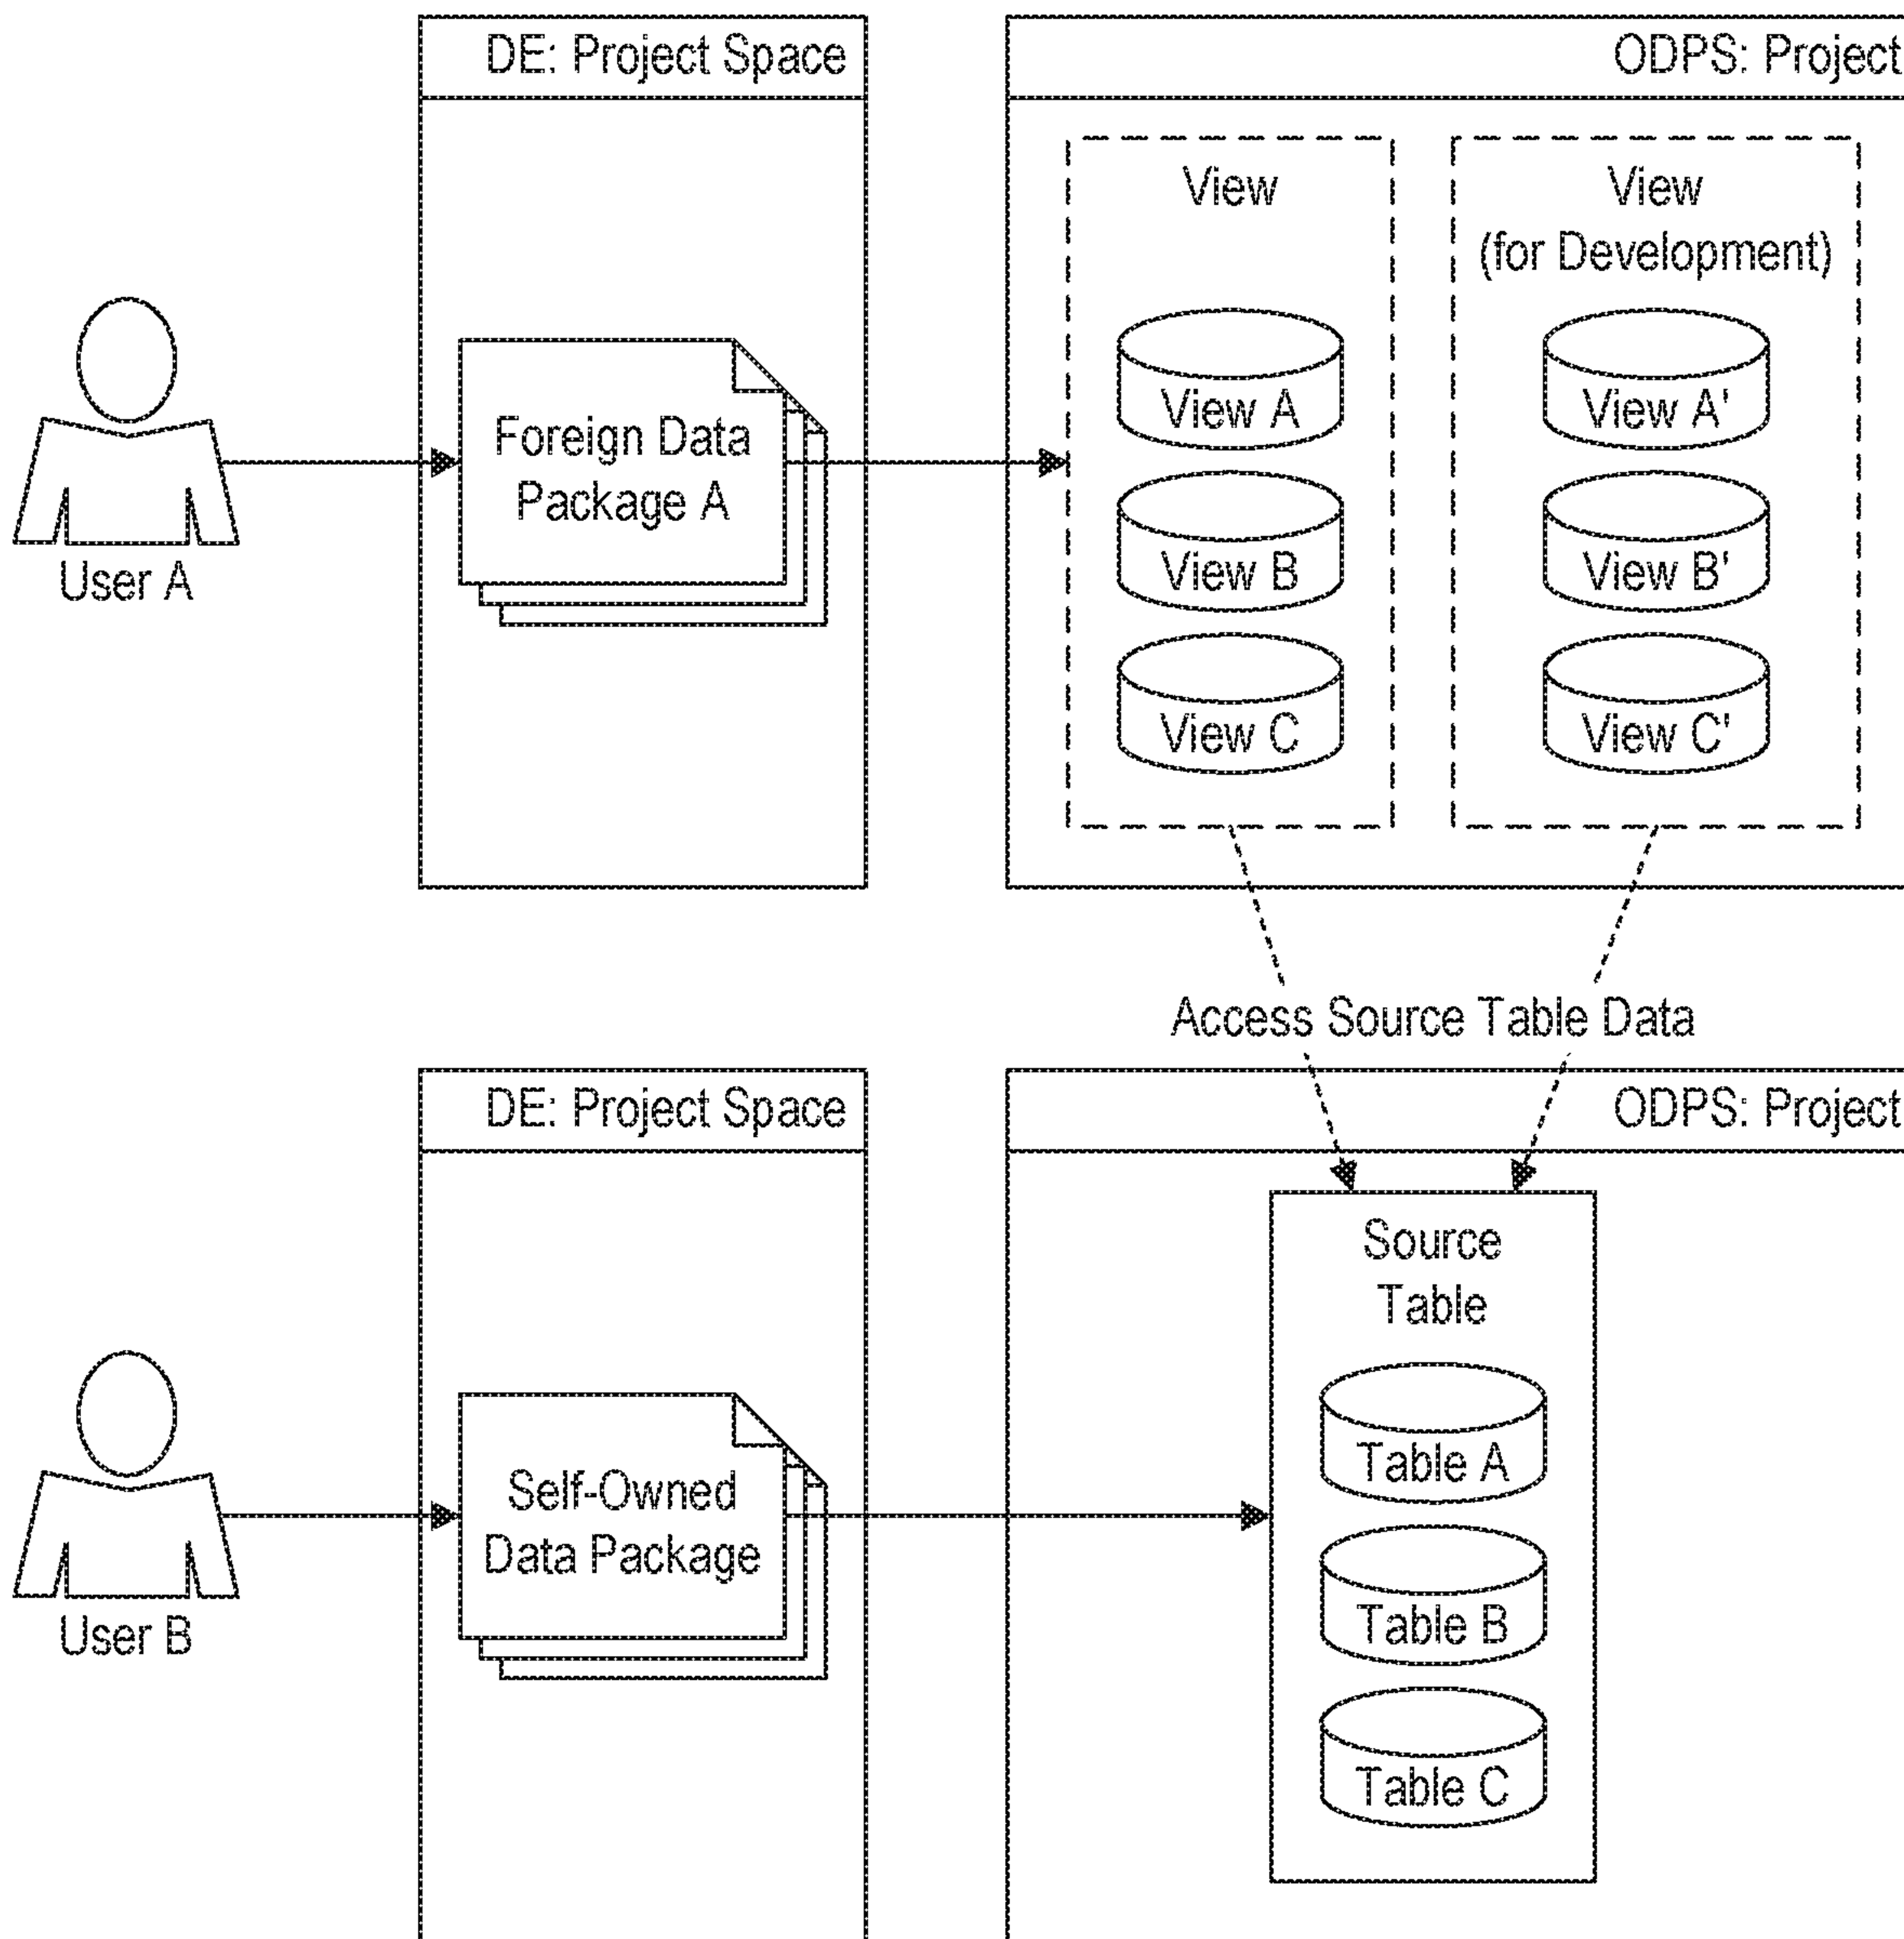 DE: Project Space
ODPS: Project
View
View
(for Development)
User A
Foreign Data
Package A
View A
View B
View C
View A'
View B'
View C'
Access Source Table Data
DE: Project Space
ODPS: Project
User B
Self-Owned
Data Package
Source
Table
Table A
Table B
Table C